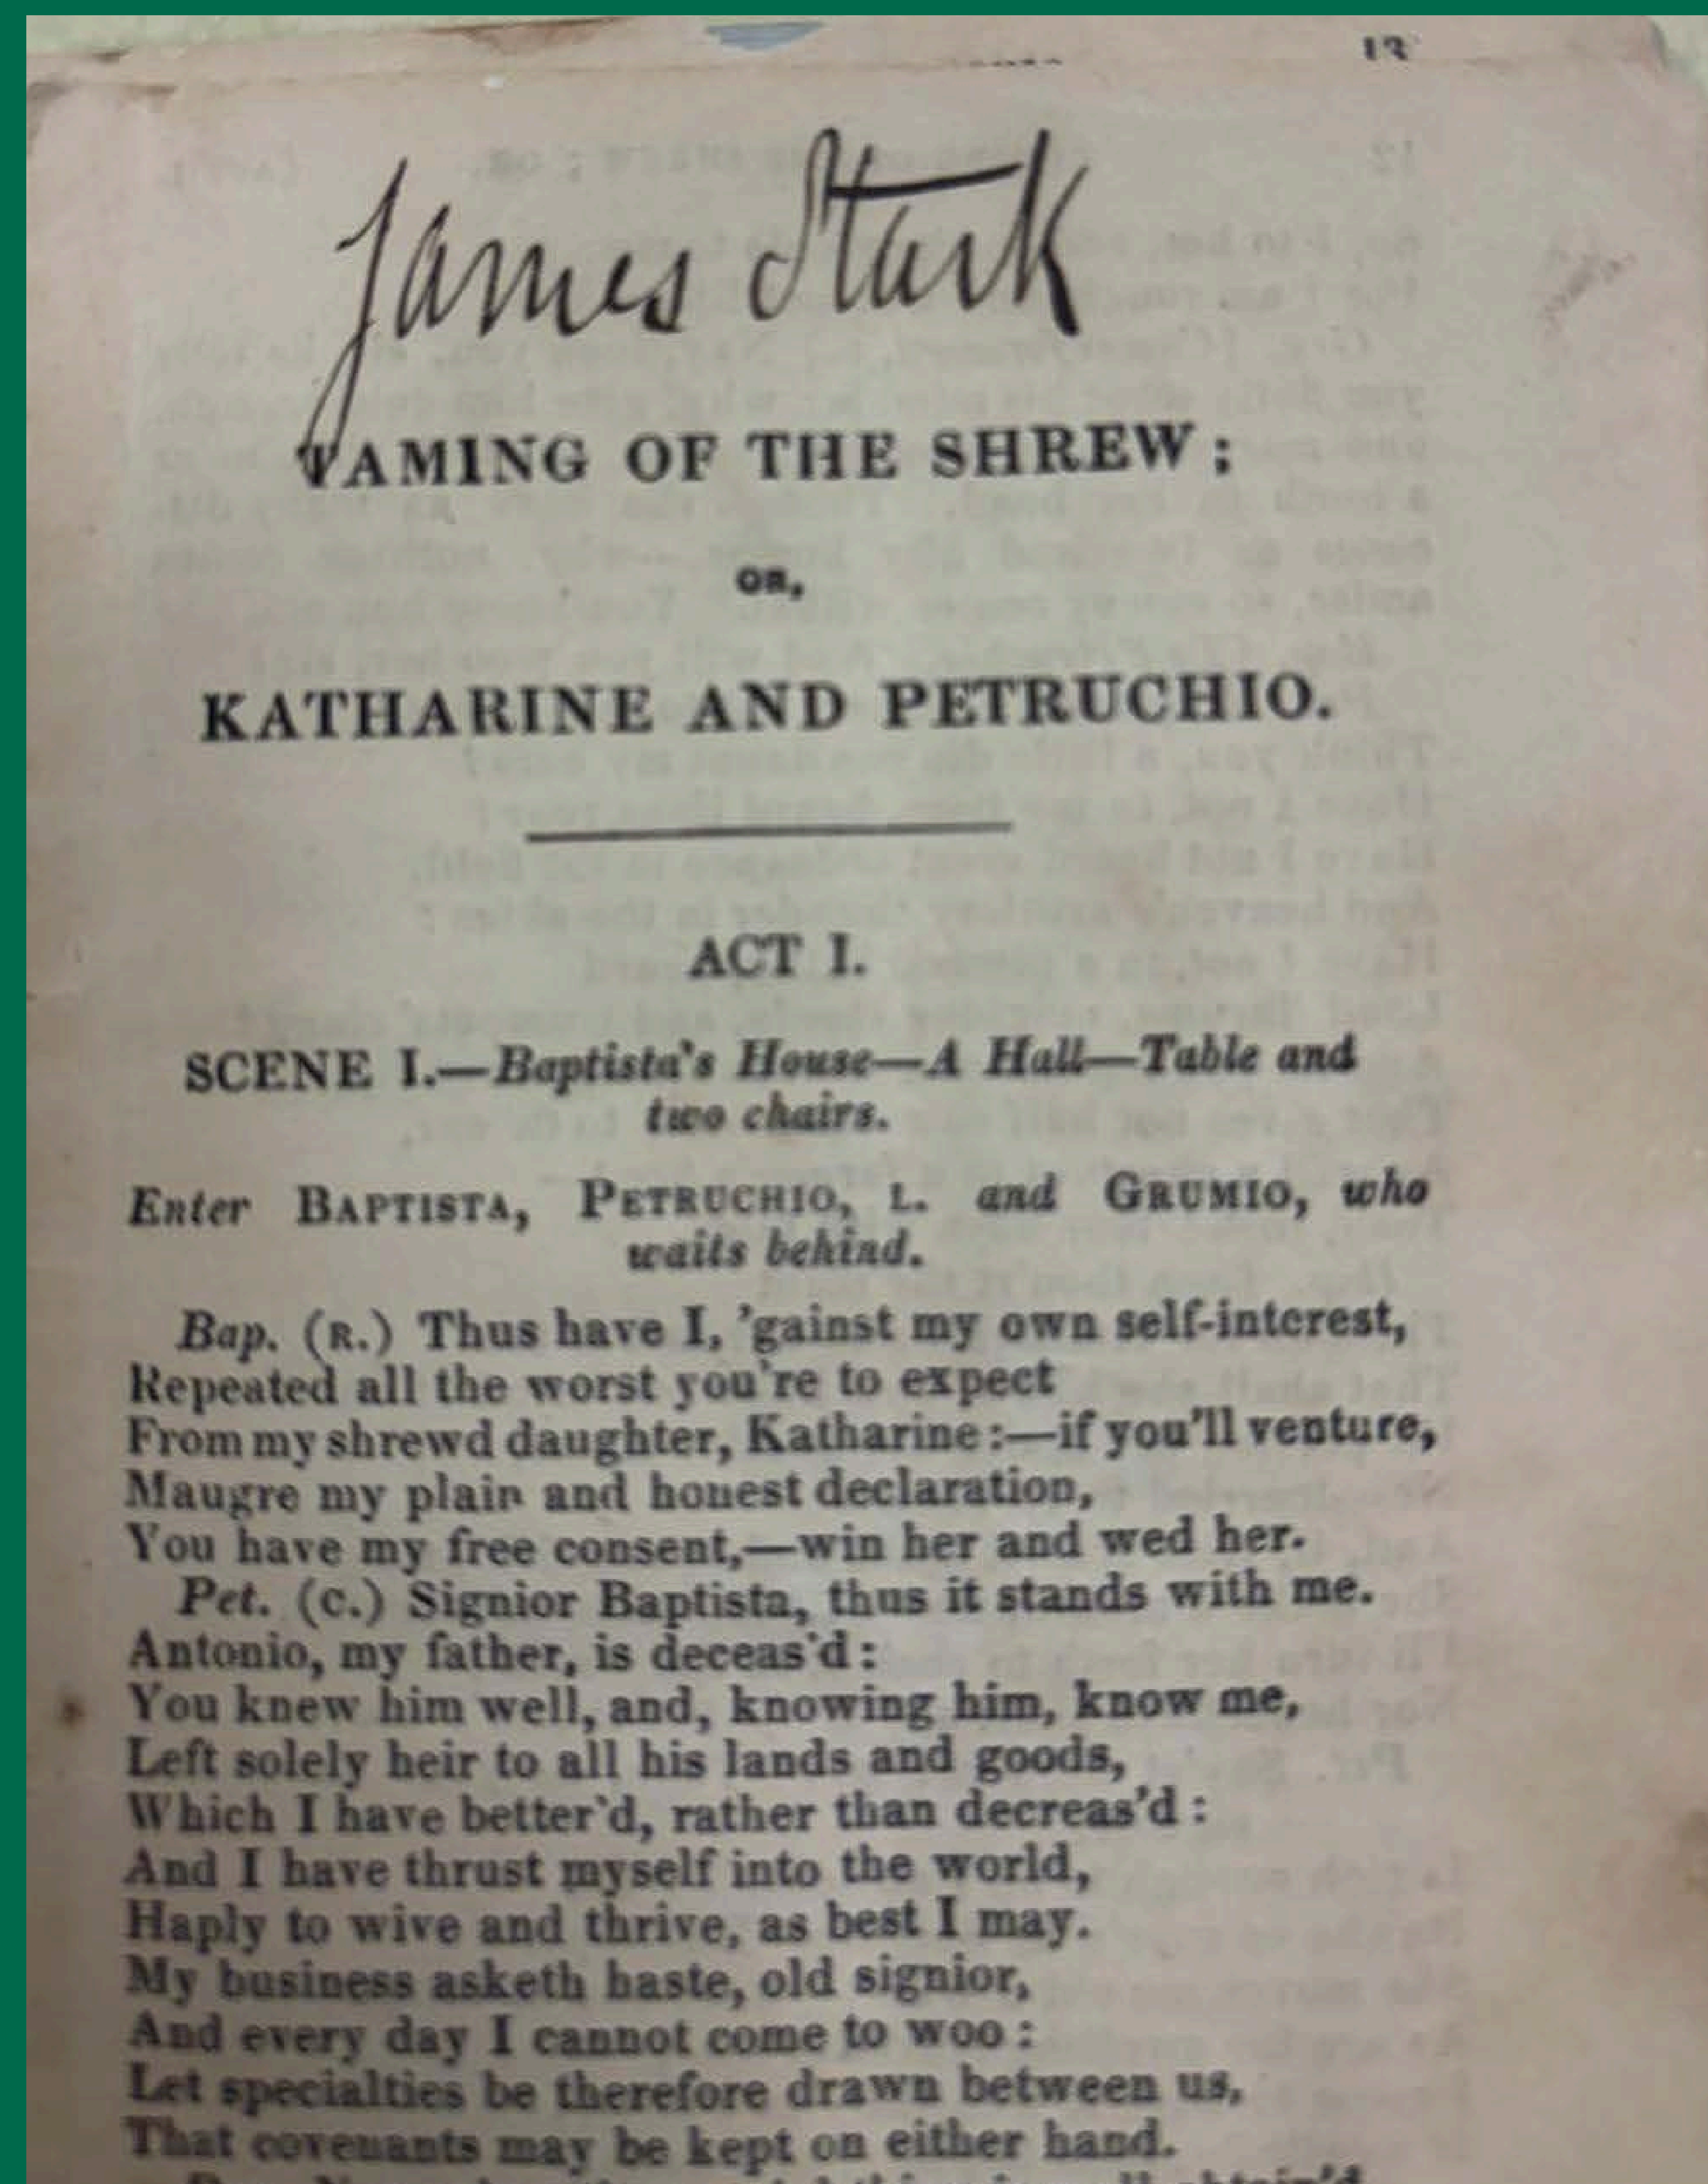 13
James Stark
TAMING OF THE SHREW;
OR,
KATHARINE AND PETRUCHIO.
ACT I.
SCENE I.—Baptista's House—A Hall—Table and
two chairs.
Enter BAPTISTA, PETRUCHIO, L. and GRUMIO, who
waits behind.
Bap. (R.) Thus have I, 'gainst my own self-interest,
Repeated all the worst you're to expect
From my shrewd daughter, Katharine:—if you'll venture,
Maugre my plain and honest declaration,
You have my free consent,—win her and wed her.
Pet. (C.) Signior Baptista, thus it stands with me.
Antonio, my father, is deceas'd:
You knew him well, and, knowing him, know me,
Left solely heir to all his lands and goods,
Which I have better'd, rather than decreas'd:
And I have thrust myself into the world,
Haply to wive and thrive, as best I may.
My business asketh haste, old signior,
And every day I cannot come to woo:
Let specialties be therefore drawn between us,
That covenants may be kept on either hand.